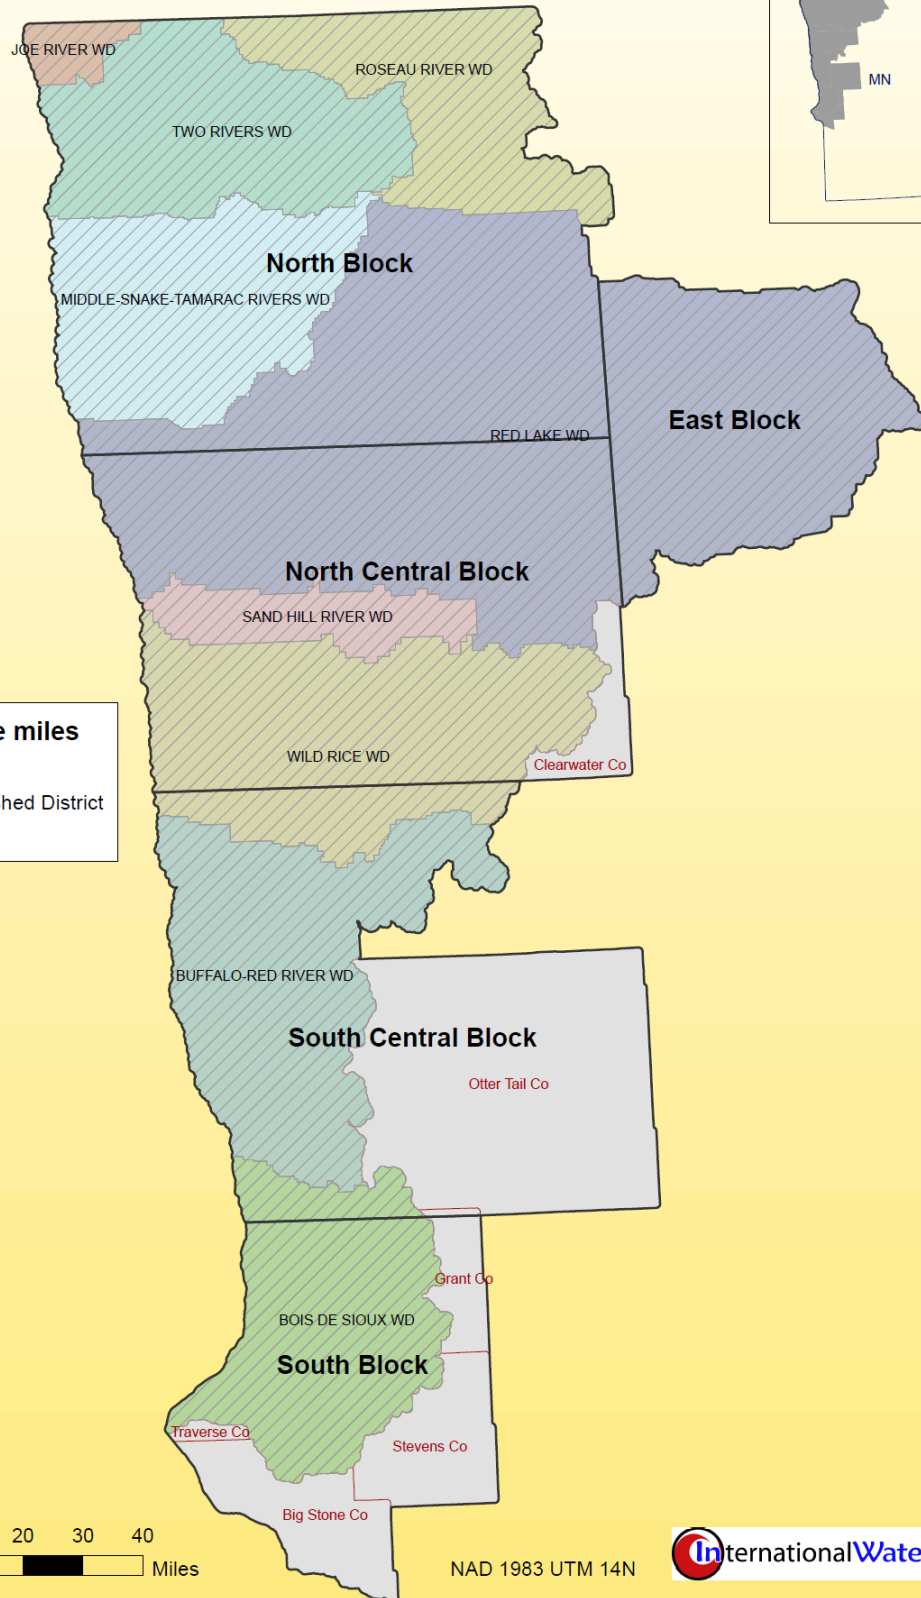 JOE RIVER WD
ROSEAU RIVER WD
MN
TWO RIVERS WD
North Block
MIDDLE-SNAKE-TAMARAC RIVERS WD
East Block
RED LAKE WD
North Central Block
SAND HILL RIVER WD
e miles
WILD RICE WD
Clearwater Co
hed District
BUFFALO-RED RIVER WD
South Central Block
Otter Tail Co
Grant Co
BOIS DE SIOUX WD
South Block
Traverse Co
Stevens Co
Big Stone Co
20 30 40
Miles
NAD 1983 UTM 14N
InternationalWate